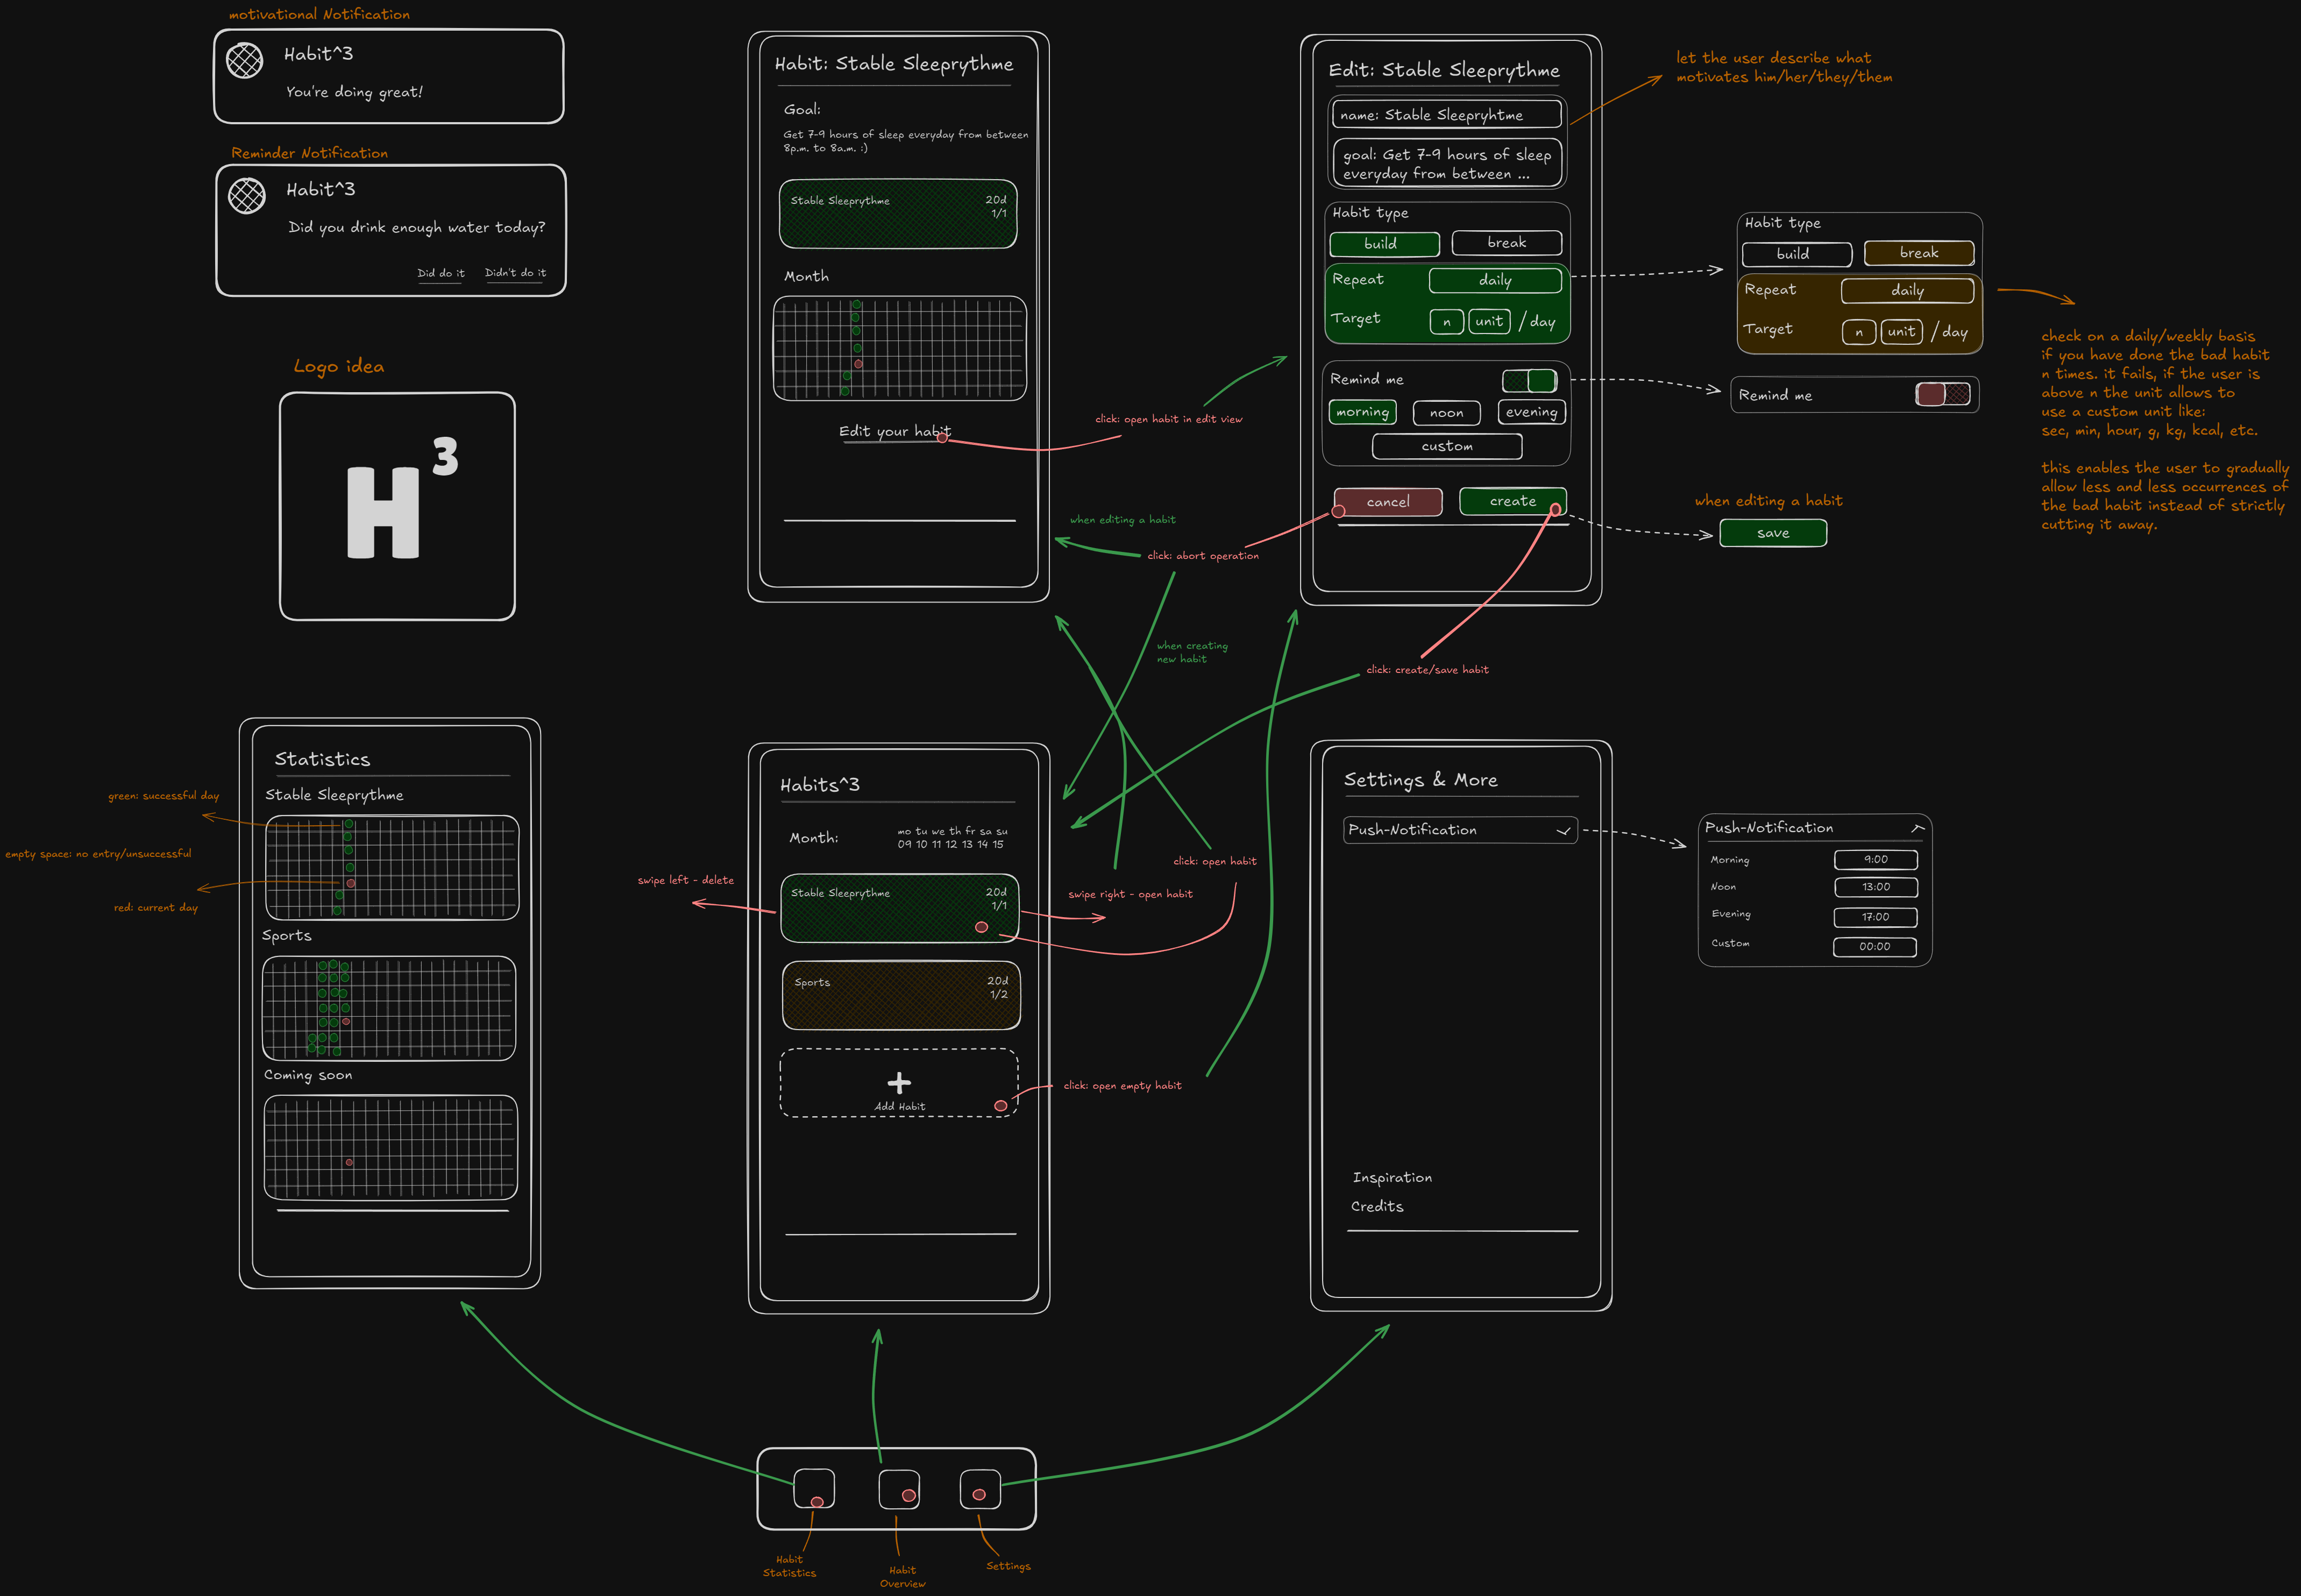 motivational Notification
Habit^3
You're doing great!
Reminder Notification
Habit^3
Did you drink enough water today?
Did do it
Didn't do it
Logo idea
H3
Habit: Stable Sleeprythme
Goal:
Get 7-9 hours of sleep everyday from between
8p.m. to 8a.m. :)
Stable Sleeprythme
20d
1/1
Month
Edit your habit
click: open habit in edit view
Edit: Stable Sleeprythme
name: Stable Sleepryhtme
goal: Get 7-9 hours of sleep
everyday from between ...
Habit type
build
break
Repeat
daily
Target
n
unit
/day
Remind me
morning
noon
evening
custom
cancel
create
let the user describe what
motivates him/her/they/them
Habit type
build
break
Repeat
daily
Target
n
unit
/day
Remind me
when editing a habit
save
check on a daily/weekly basis
if you have done the bad habit
n times. it fails, if the user is
above n the unit allows to
use a custom unit like:
sec, min, hour, g, kg, kcal, etc.
this enables the user to gradually
allow less and less occurrences of
the bad habit instead of strictly
cutting it away.
when editing a habit
click: abort operation
when creating
new habit
click: create/save habit
Statistics
Stable Sleeprythme
Sports
Coming soon
green: successful day
empty space: no entry/unsuccessful
red: current day
Habits^3
Month:
mo tu we th fr sa su
09 10 11 12 13 14 15
Stable Sleeprythme
20d
1/1
Sports
20d
1/2
+
Add Habit
swipe left - delete
swipe right - open habit
click: open habit
click: open empty habit
Settings & More
Push-Notification
Inspiration
Credits
Push-Notification
Morning
9:00
Noon
13:00
Evening
17:00
Custom
00:00
Habit
Statistics
Habit
Overview
Settings